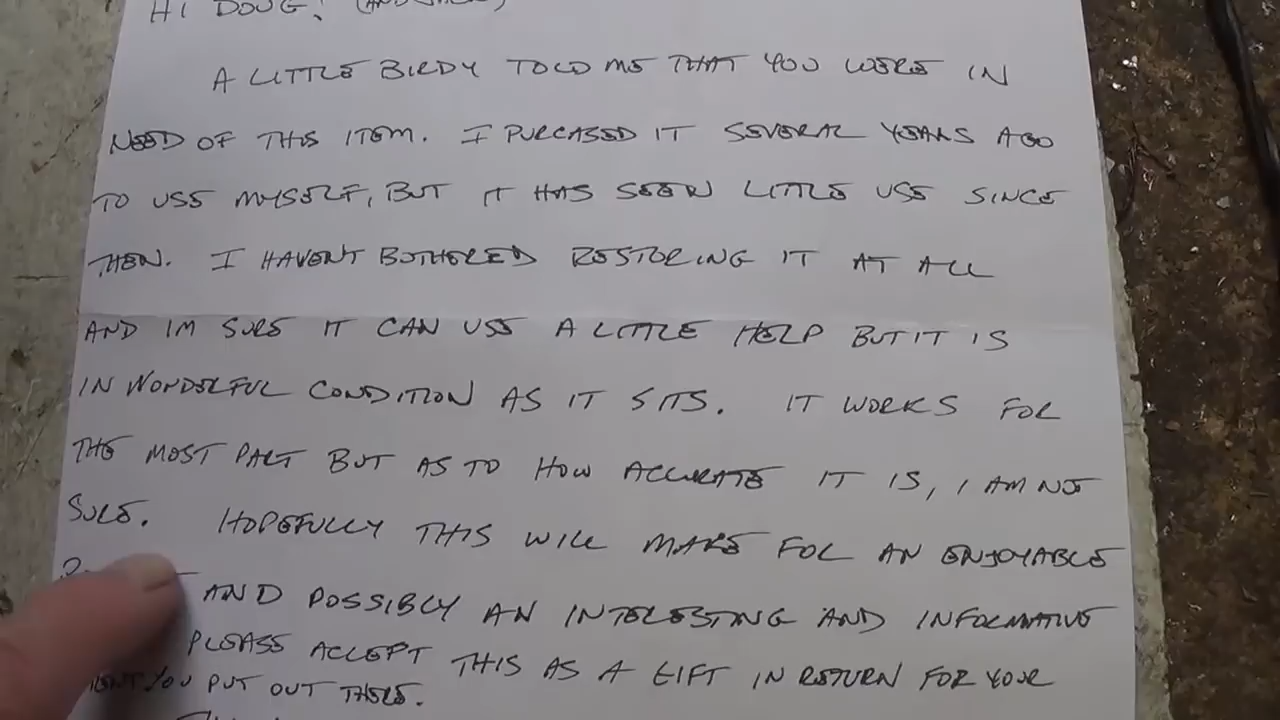 HI DOUG!
A LITTLE BIRDY TOLD ME THAT YOU WERE IN
NEED OF THIS ITEM. I PURCASED IT SEVERAL YEARS AGO
TO USE MYSELF, BUT IT HAS SEEN LITTLE USE SINCE
THEN. I HAVEN'T BOTHERED RESTORING IT AT ALL
AND IM SURE IT CAN USE A LITTLE HELP BUT IT IS
IN WONDERFUL CONDITION AS IT SITS. IT WORKS FOR
THE MOST PART BUT AS TO HOW ACCURATE IT IS, I AM NOT
SURE. HOPEFULLY THIS WILL MAKE FOR AN ENJOYABLE
AND POSSIBLY AN INTERESTING AND INFORMATIVE
PLEASE ACCEPT THIS AS A GIFT IN RETURN FOR YOUR
YOU PUT OUT THERE.